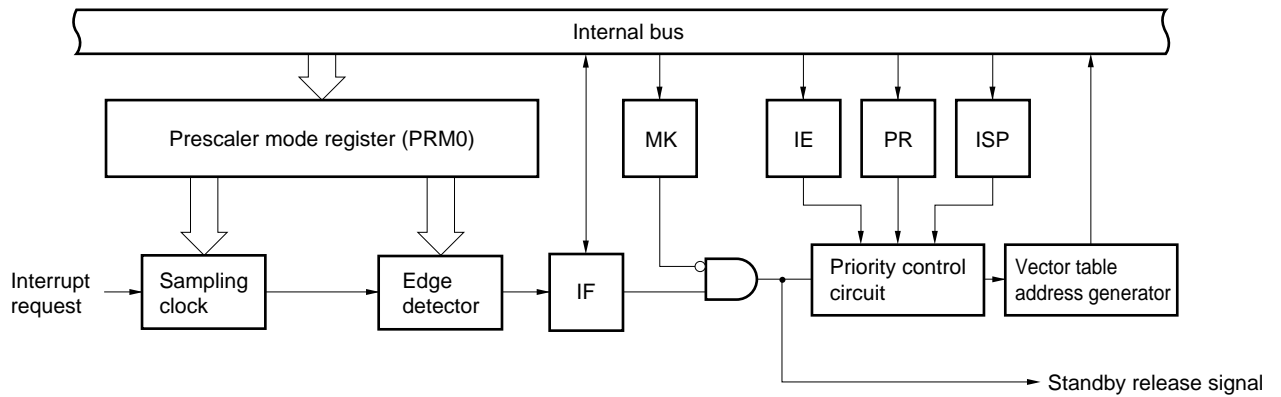 Internal bus
Prescaler mode register (PRM0)
MK
IE
PR
ISP
Interrupt
request
Sampling
clock
Edge
detector
IF
Priority control
circuit
Vector table
address generator
Standby release signal